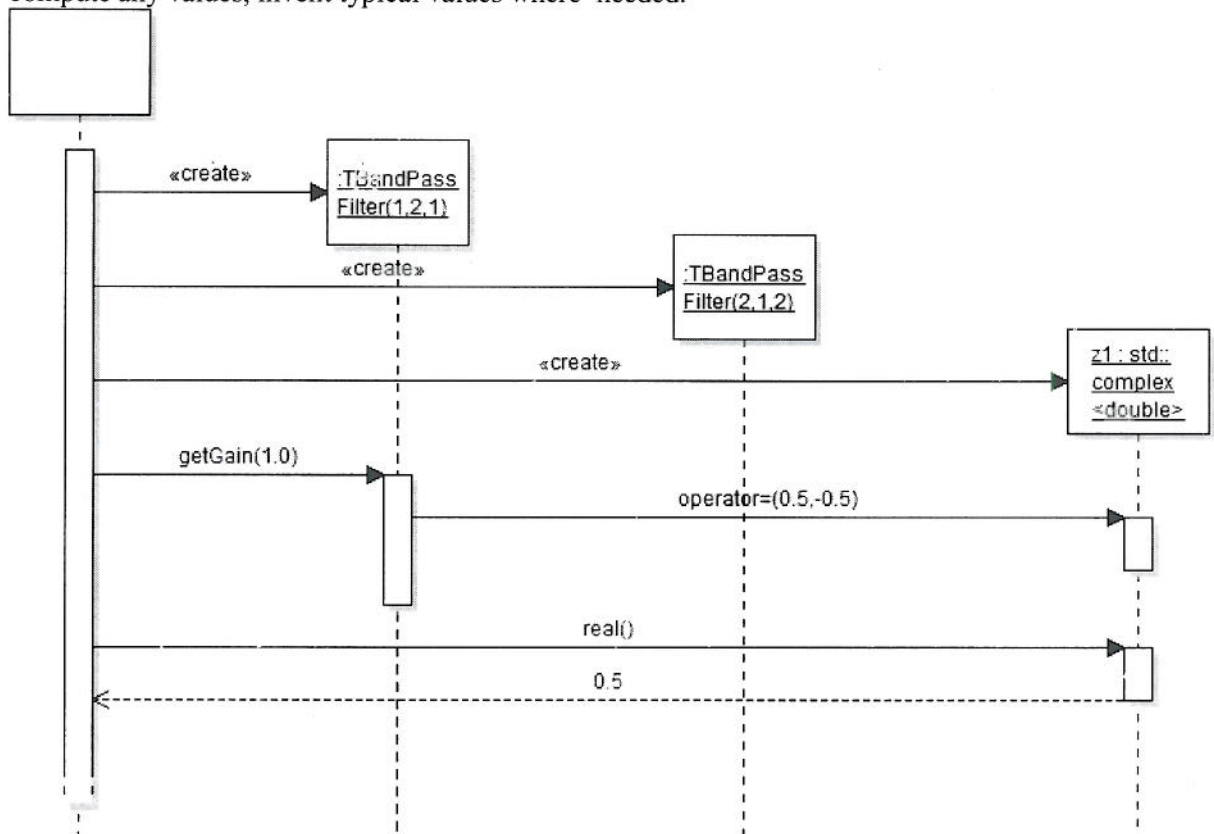 «create»
:TBandPass
Filter(1,2,1)
«create»
:TBandPass
Filter(2,1,2)
«create»
z1 : std::
complex
<double>
getGain(1.0)
operator=(0.5,-0.5)
real()
0.5